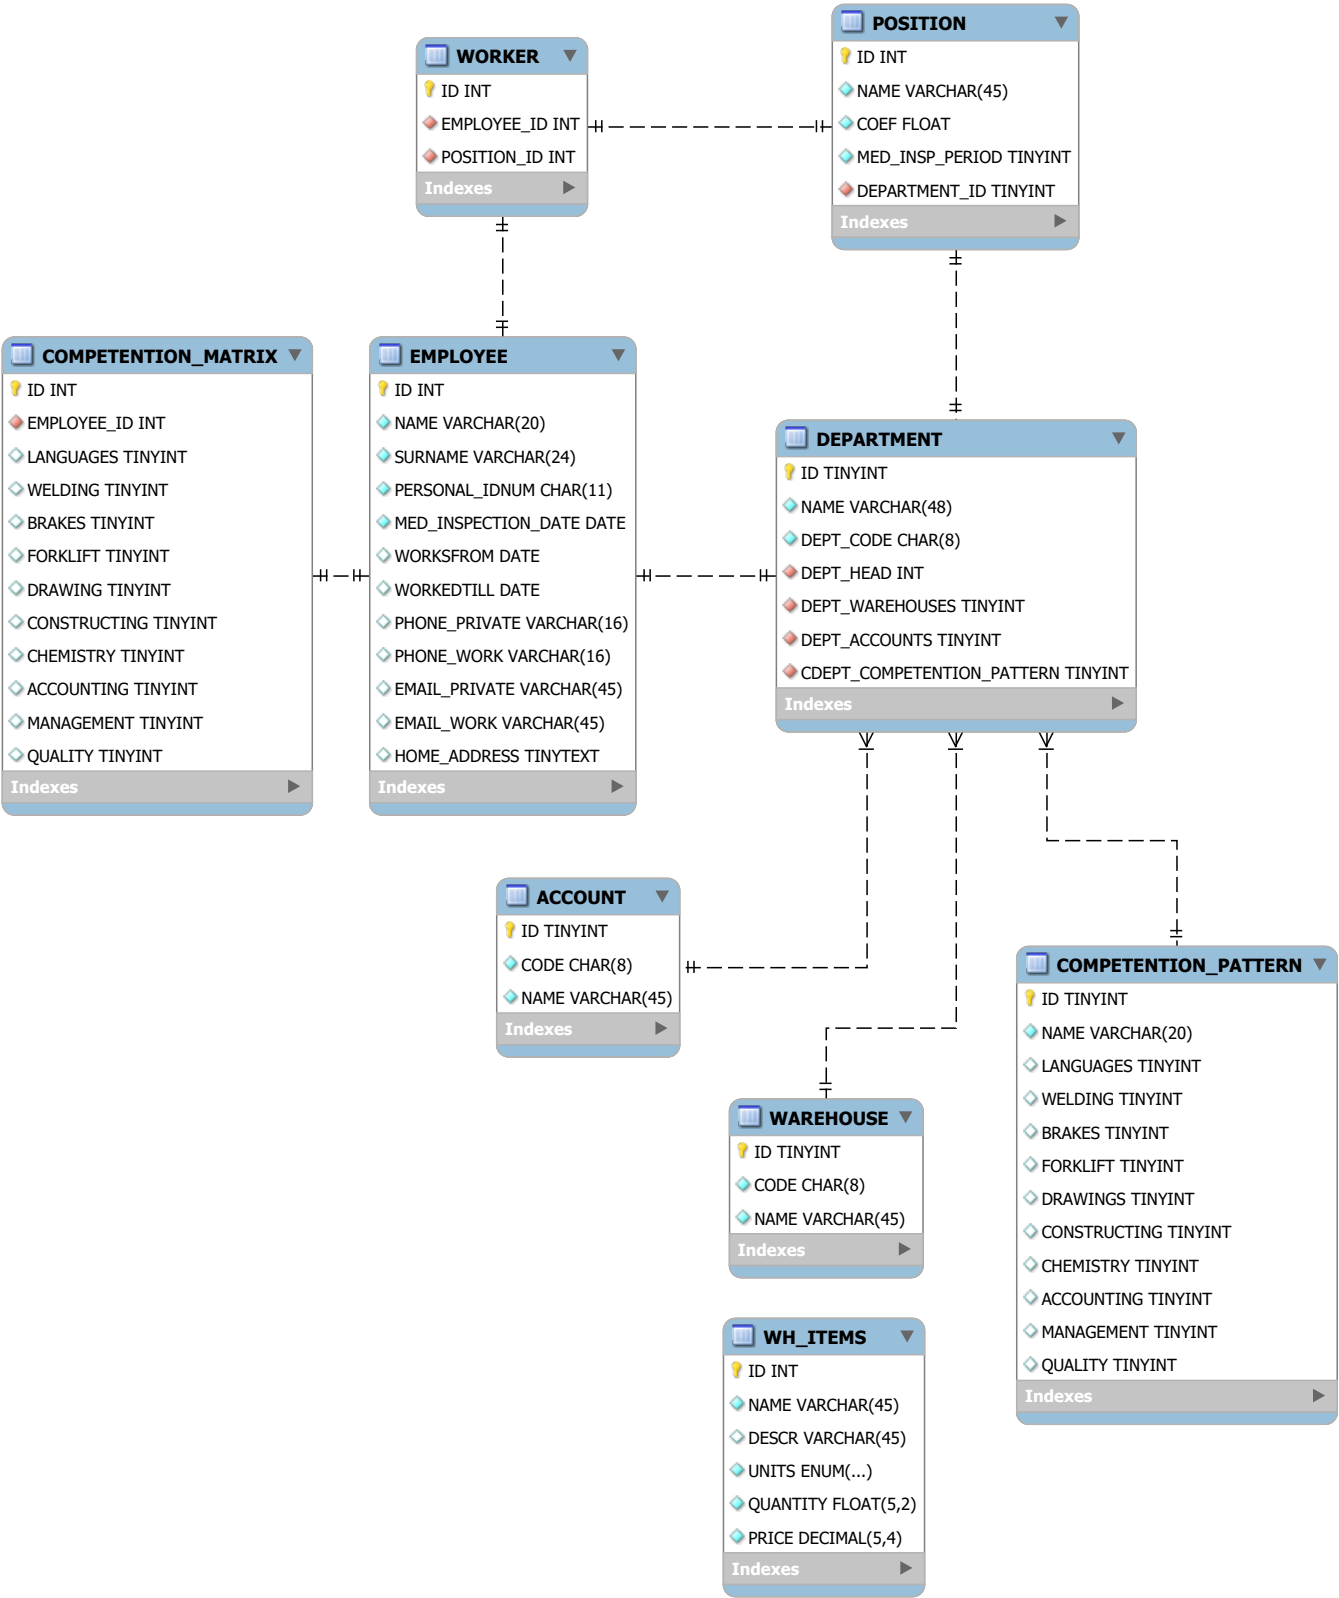 POSITION
ID INT
NAME VARCHAR(45)
COEF FLOAT
MED_INSP_PERIOD TINYINT
DEPARTMENT_ID TINYINT
Indexes
WORKER
ID INT
EMPLOYEE_ID INT
POSITION_ID INT
Indexes
COMPETENTION_MATRIX
ID INT
EMPLOYEE_ID INT
LANGUAGES TINYINT
WELDING TINYINT
BRAKES TINYINT
FORKLIFT TINYINT
DRAWING TINYINT
CONSTRUCTING TINYINT
CHEMISTRY TINYINT
ACCOUNTING TINYINT
MANAGEMENT TINYINT
QUALITY TINYINT
Indexes
EMPLOYEE
ID INT
NAME VARCHAR(20)
SURNAME VARCHAR(24)
PERSONAL_IDNUM CHAR(11)
MED_INSPECTION_DATE DATE
WORKSFROM DATE
WORKEDTILL DATE
PHONE_PRIVATE VARCHAR(16)
PHONE_WORK VARCHAR(16)
EMAIL_PRIVATE VARCHAR(45)
EMAIL_WORK VARCHAR(45)
HOME_ADDRESS TINYTEXT
Indexes
DEPARTMENT
ID TINYINT
NAME VARCHAR(48)
DEPT_CODE CHAR(8)
DEPT_HEAD INT
DEPT_WAREHOUSES TINYINT
DEPT_ACCOUNTS TINYINT
CDEPT_COMPETENTION_PATTERN TINYINT
Indexes
ACCOUNT
ID TINYINT
CODE CHAR(8)
NAME VARCHAR(45)
Indexes
COMPETENTION_PATTERN
ID TINYINT
NAME VARCHAR(20)
LANGUAGES TINYINT
WELDING TINYINT
BRAKES TINYINT
FORKLIFT TINYINT
DRAWINGS TINYINT
CONSTRUCTING TINYINT
CHEMISTRY TINYINT
ACCOUNTING TINYINT
MANAGEMENT TINYINT
QUALITY TINYINT
Indexes
WAREHOUSE
ID TINYINT
CODE CHAR(8)
NAME VARCHAR(45)
Indexes
WH_ITEMS
ID INT
NAME VARCHAR(45)
DESCR VARCHAR(45)
UNITS ENUM(...)
QUANTITY FLOAT(5,2)
PRICE DECIMAL(5,4)
Indexes